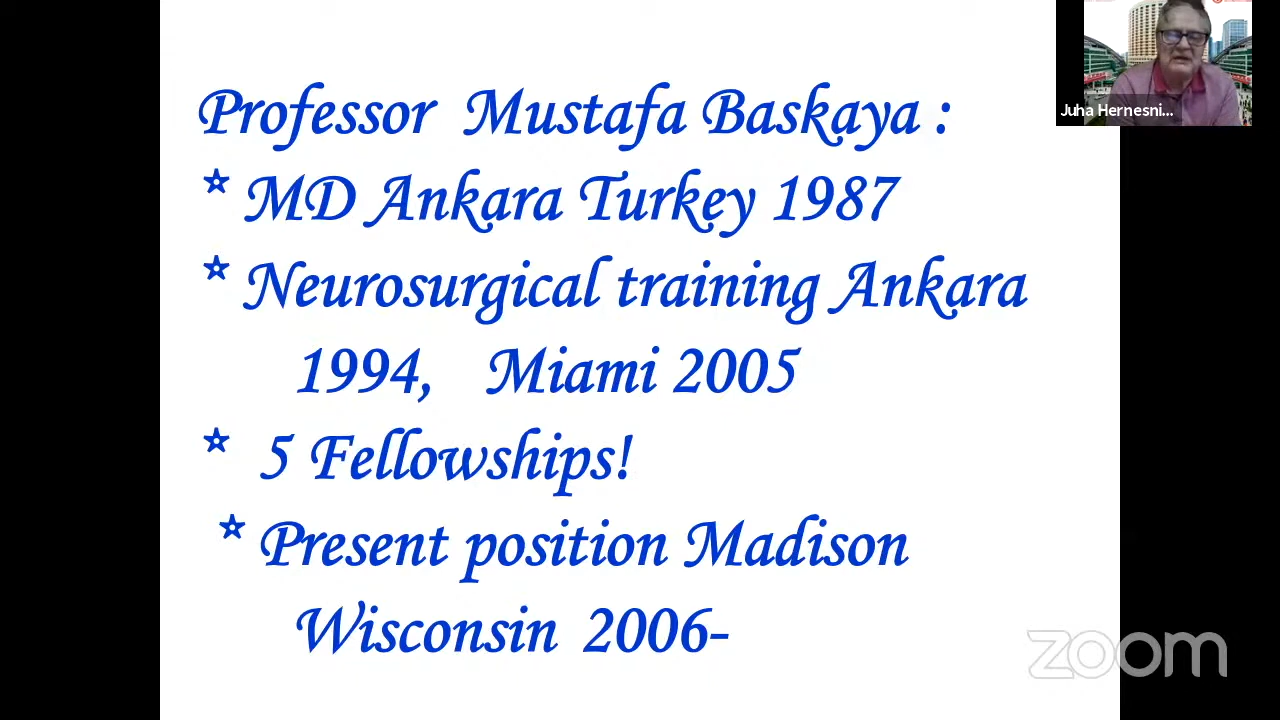 Professor Mustafa Baskaya :
* MD Ankara Turkey 1987
* Neurosurgical training Ankara
1994, Miami 2005
* 5 Fellowships!
* Present position Madison
Wisconsin 2006-
Juha Hernesni...
zoom